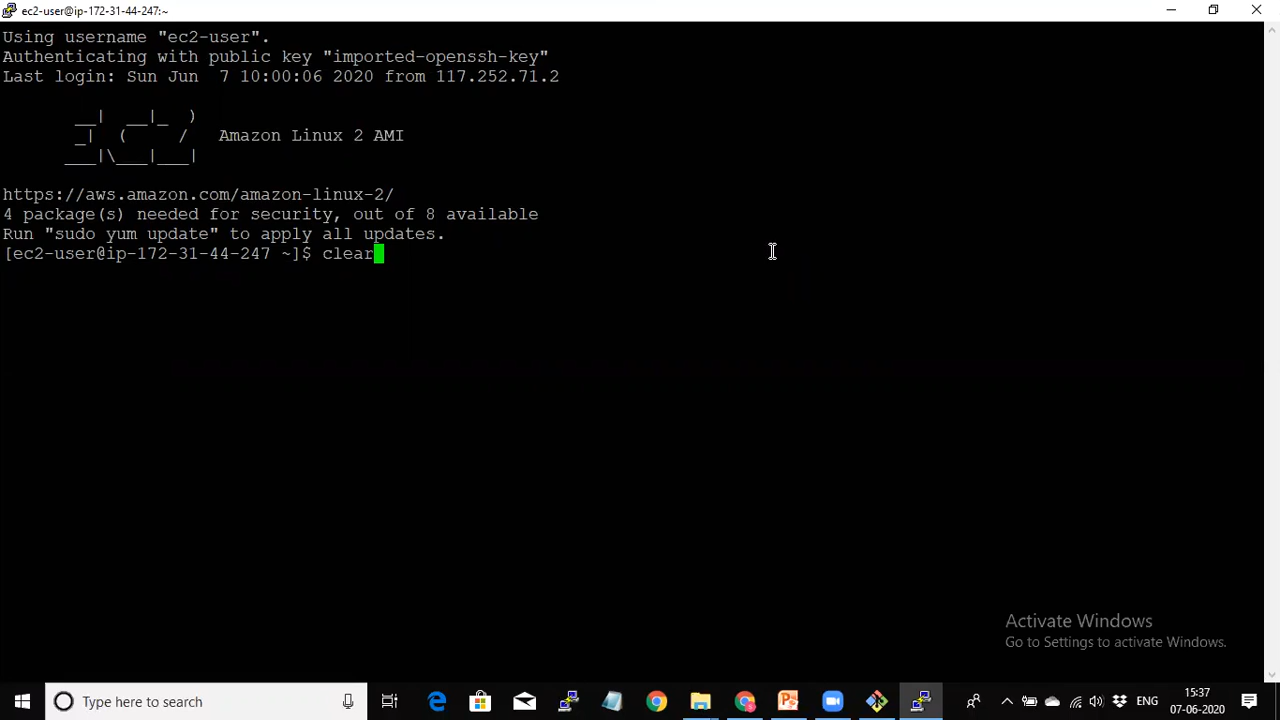 ec2-user@ip-172-31-44-247:~
Using username "ec2-user".
Authenticating with public key "imported-openssh-key"
Last login: Sun Jun  7 10:00:06 2020 from 117.252.71.2
       __|  __|_  )
       _|  (     /   Amazon Linux 2 AMI
      ___|\___|___|
https://aws.amazon.com/amazon-linux-2/
4 package(s) needed for security, out of 8 available
Run "sudo yum update" to apply all updates.
[ec2-user@ip-172-31-44-247 ~]$ clear
Activate Windows
Go to Settings to activate Windows.
Type here to search
ENG
15:37
07-06-2020